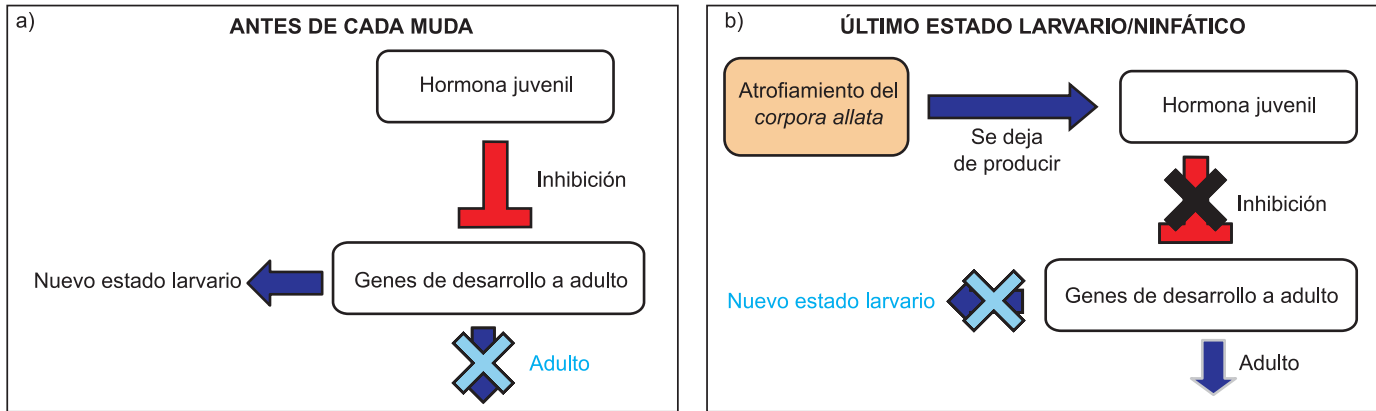 a)
ANTES DE CADA MUDA
Hormona juvenil
Inhibición
Nuevo estado larvario
Genes de desarrollo a adulto
Adulto
b)
ÚLTIMO ESTADO LARVARIO/NINFÁTICO
Atrofiamiento del
corpora allata
Se deja
de producir
Hormona juvenil
Inhibición
Nuevo estado larvario
Genes de desarrollo a adulto
Adulto